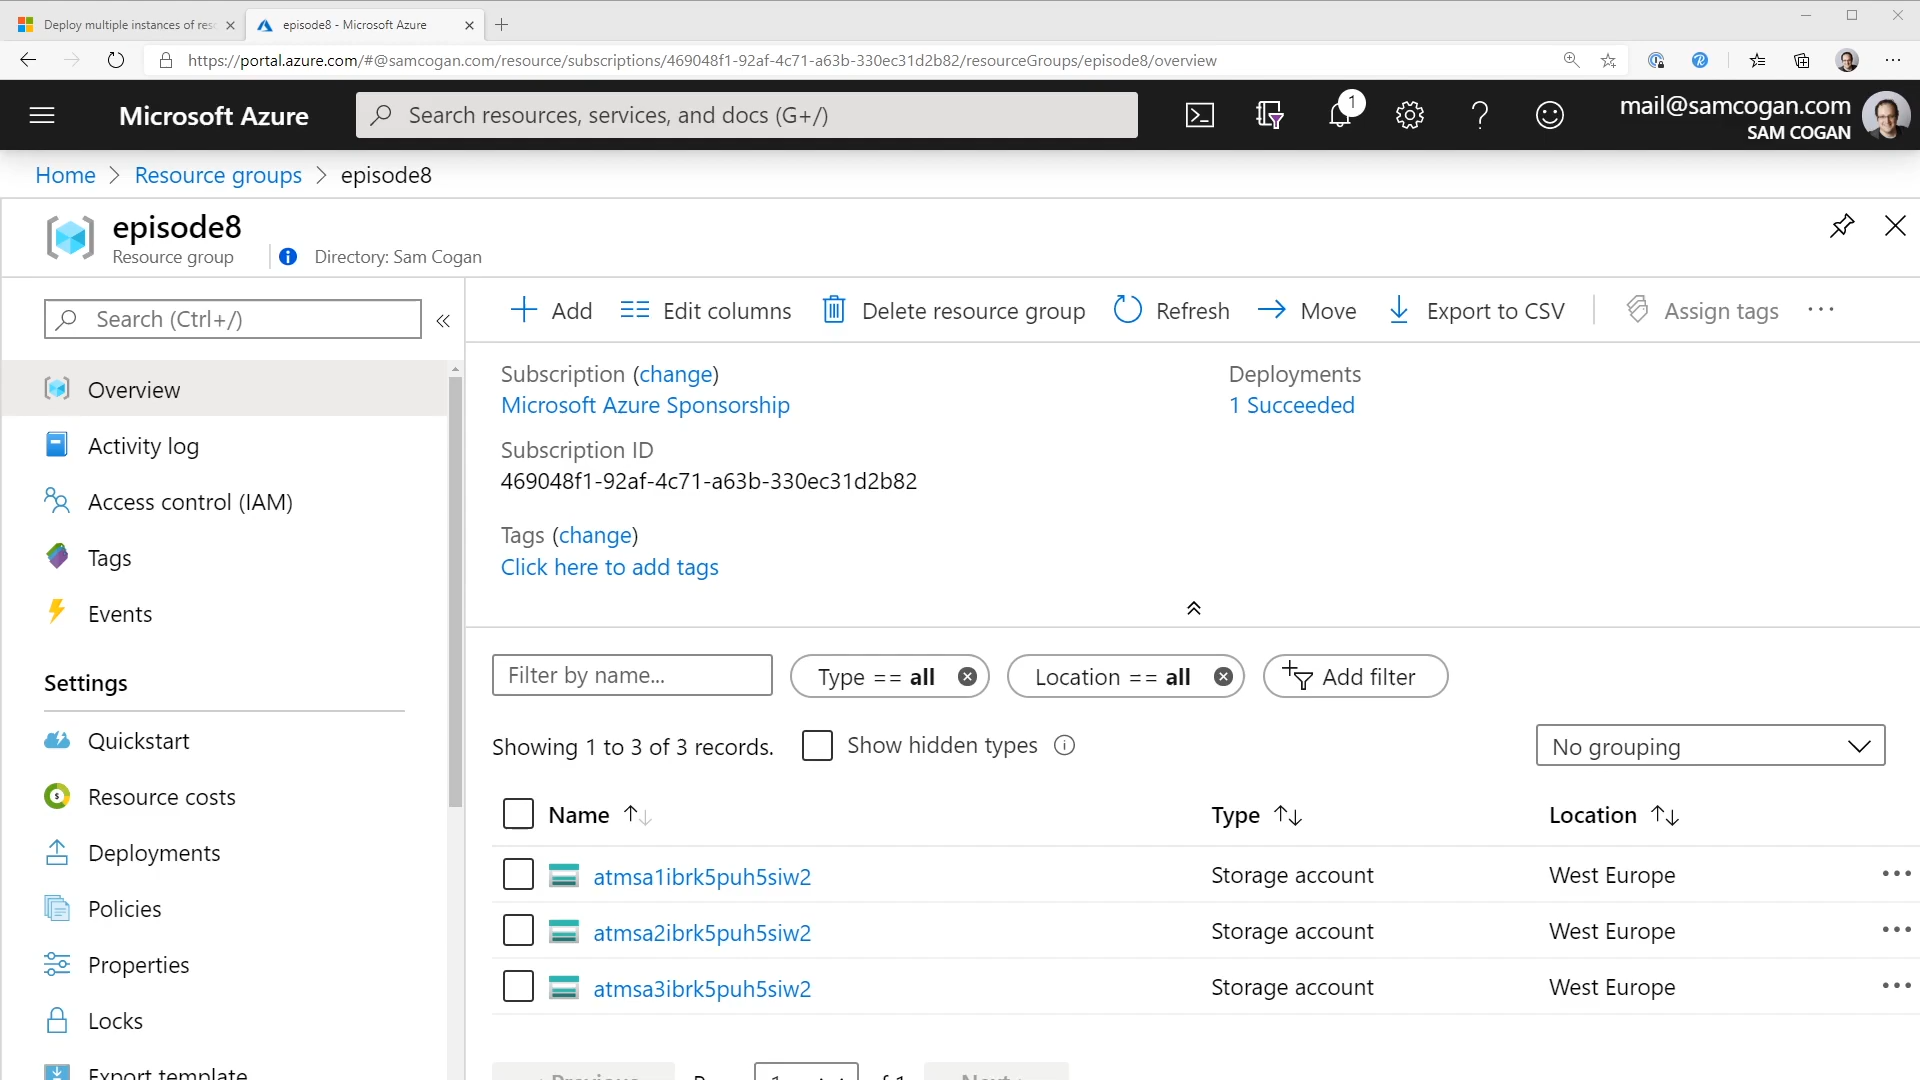 Deploy multiple instances of res
episode8 - Microsoft Azure
https://portal.azure.com/#@samcogan.com/resource/subscriptions/469048f1-92af-4c71-a63b-330ec31d2b82/resourceGroups/episode8/overview
Microsoft Azure
Search resources, services, and docs (G+/)
1
mail@samcogan.com
SAM COGAN
Home > Resource groups > episode8
episode8
Resource group
Directory: Sam Cogan
Search (Ctrl+/)
Overview
Activity log
Access control (IAM)
Tags
Events
Settings
Quickstart
Resource costs
Deployments
Policies
Properties
Locks
Export template
Add
Edit columns
Delete resource group
Refresh
Move
Export to CSV
Assign tags
Subscription (change)
Microsoft Azure Sponsorship
Subscription ID
469048f1-92af-4c71-a63b-330ec31d2b82
Tags (change)
Click here to add tags
Deployments
1 Succeeded
Filter by name...
Type == all
Location == all
Add filter
Showing 1 to 3 of 3 records.
Show hidden types
No grouping
Name Type Location
atmsa1ibrk5puh5siw2 Storage account West Europe
atmsa2ibrk5puh5siw2 Storage account West Europe
atmsa3ibrk5puh5siw2 Storage account West Europe